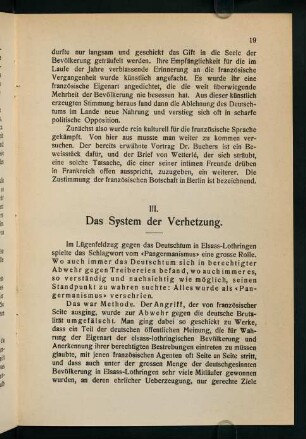 19
durfte nur langsam und geschickt das Gift in die Seele der
Bevölkerung geträufelt werden. Ihre Empfänglichkeit für die im
Laufe der Jahre verblassende Erinnerung an die französische
Vergangenheit wurde künstlich angefacht. Es wurde ihr eine
französische Eigenart angedichtet, die die weit überwiegende
Mehrheit der Bevölkerung nie besessen hat. Aus dieser künstlich
erzeugten Stimmung heraus fand dann die Ablehnung des Deutsch-
tums im Lande neue Nahrung und verstieg sich oft in scharfe
politische Opposition.
Zunächst also wurde rein kulturell für die französische Sprache
gekämpft. Von hier aus musste man weiter zu kommen ver-
suchen. Der bereits erwähnte Vortrag Dr. Buchers ist ein Be-
weisstück dafür, und der Brief von Wetterlé, der sich sträubt,
eine solche Tatsache, die einer seiner intimen Freunde drüben
in Frankreich offen ausspricht, zuzugeben, ein weiterer. Die
Zustimmung der französischen Botschaft in Berlin ist bezeichnend.
III.
Das System der Verhetzung.
Im Lügenfeldzug gegen das Deutschtum in Elsass-Lothringen
spielte das Schlagwort vom «Pangermanismus» eine grosse Rolle.
Wo auch immer das Deutschtum sich in berechtigter
Abwehr gegen Treibereien befand, wo auch immer es,
so verständig und nachsichtig wie möglich, seinen
Standpunkt zu wahren suchte: Alles wurde als «Pan-
germanismus» verschrien.
Das war Methode. Der Angriff, der von französischer
Seite ausging, wurde zur Abwehr gegen die deutsche Bruta-
lität umgefälscht. Man ging dabei so geschickt zu Werke,
dass ein Teil der deutschen öffentlichen Meinung, die für Wah-
rung der Eigenart der elsass-lothringischen Bevölkerung und
Anerkennung ihrer berechtigten Bestrebungen eintreten zu müssen
glaubte, mit jenen französischen Agenten oft Seite an Seite stritt,
und dass auch unter der grossen Menge der deutschgesinnten
Bevölkerung in Elsass-Lothringen sehr viele Mitläufer gewonnen
wurden, an deren ehrlicher Ueberzeugung, nur gerechte Ziele